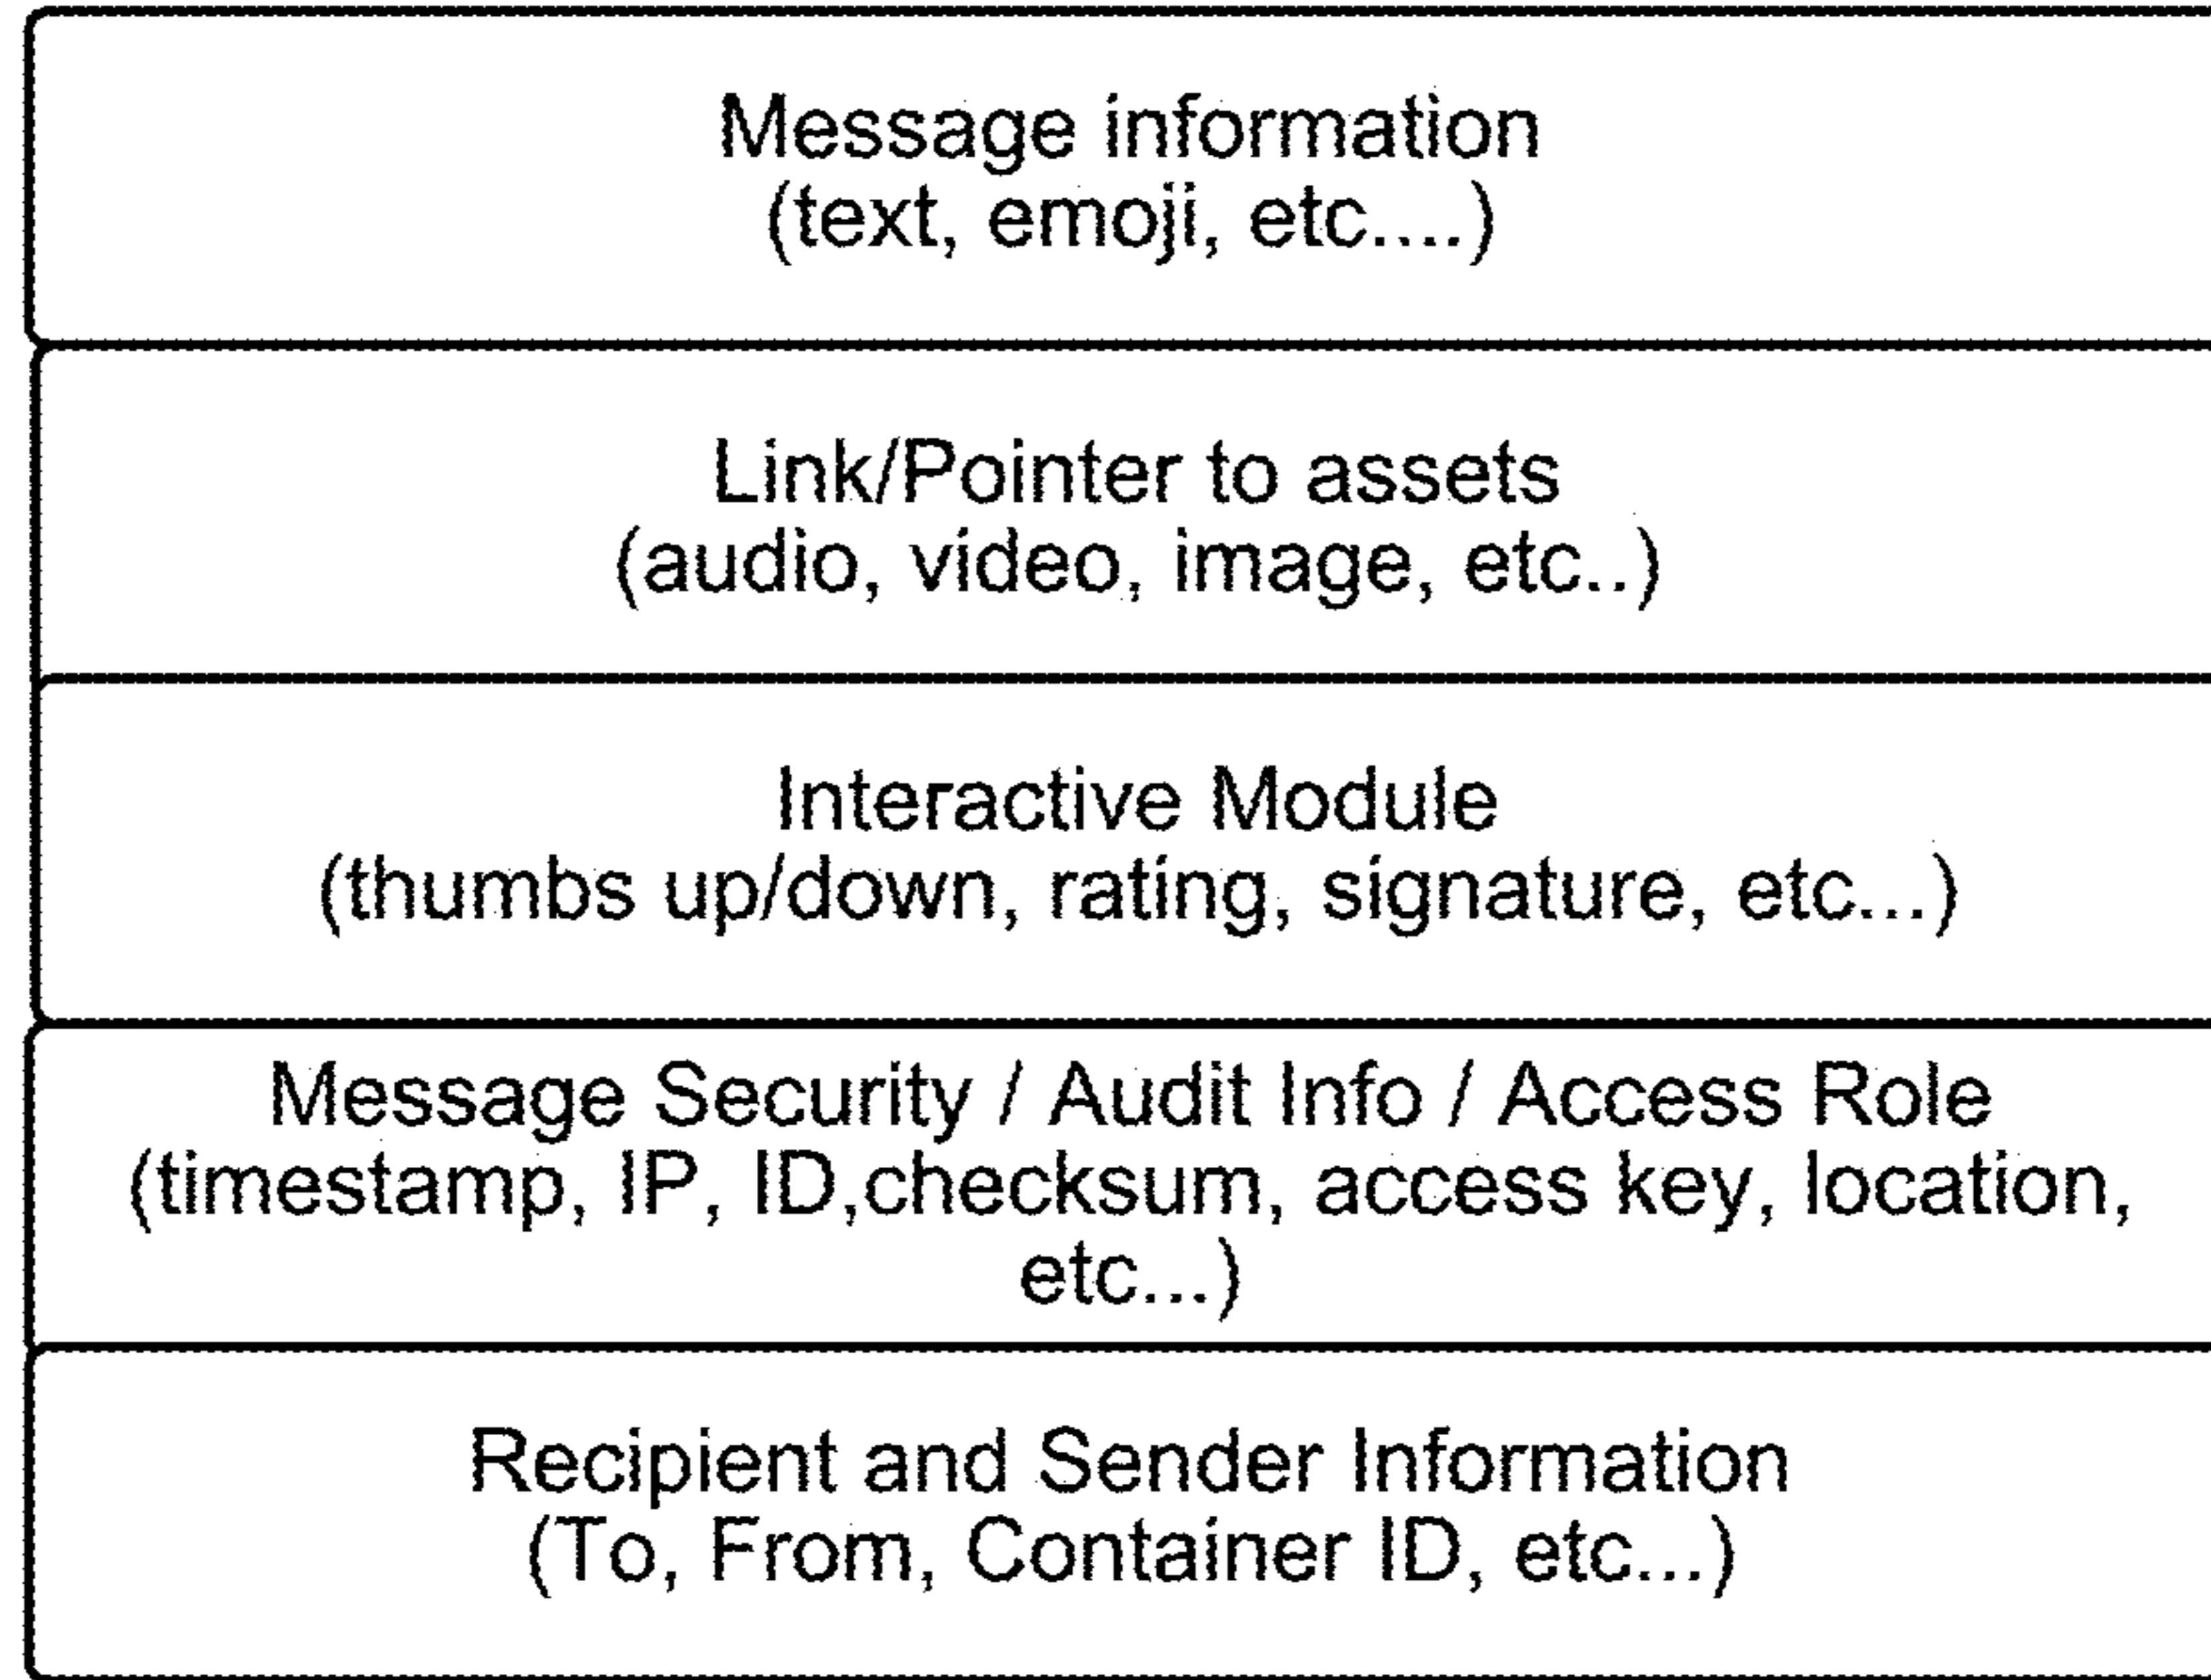 Message information
(text, emoji, etc....)
Link/Pointer to assets
(audio, video, image, etc..)
Interactive Module
(thumbs up/down, rating, signature, etc...)
Message Security / Audit Info / Access Role
(timestamp, IP, ID,checksum, access key, location,
etc...)
Recipient and Sender Information
(To, From, Container ID, etc...)